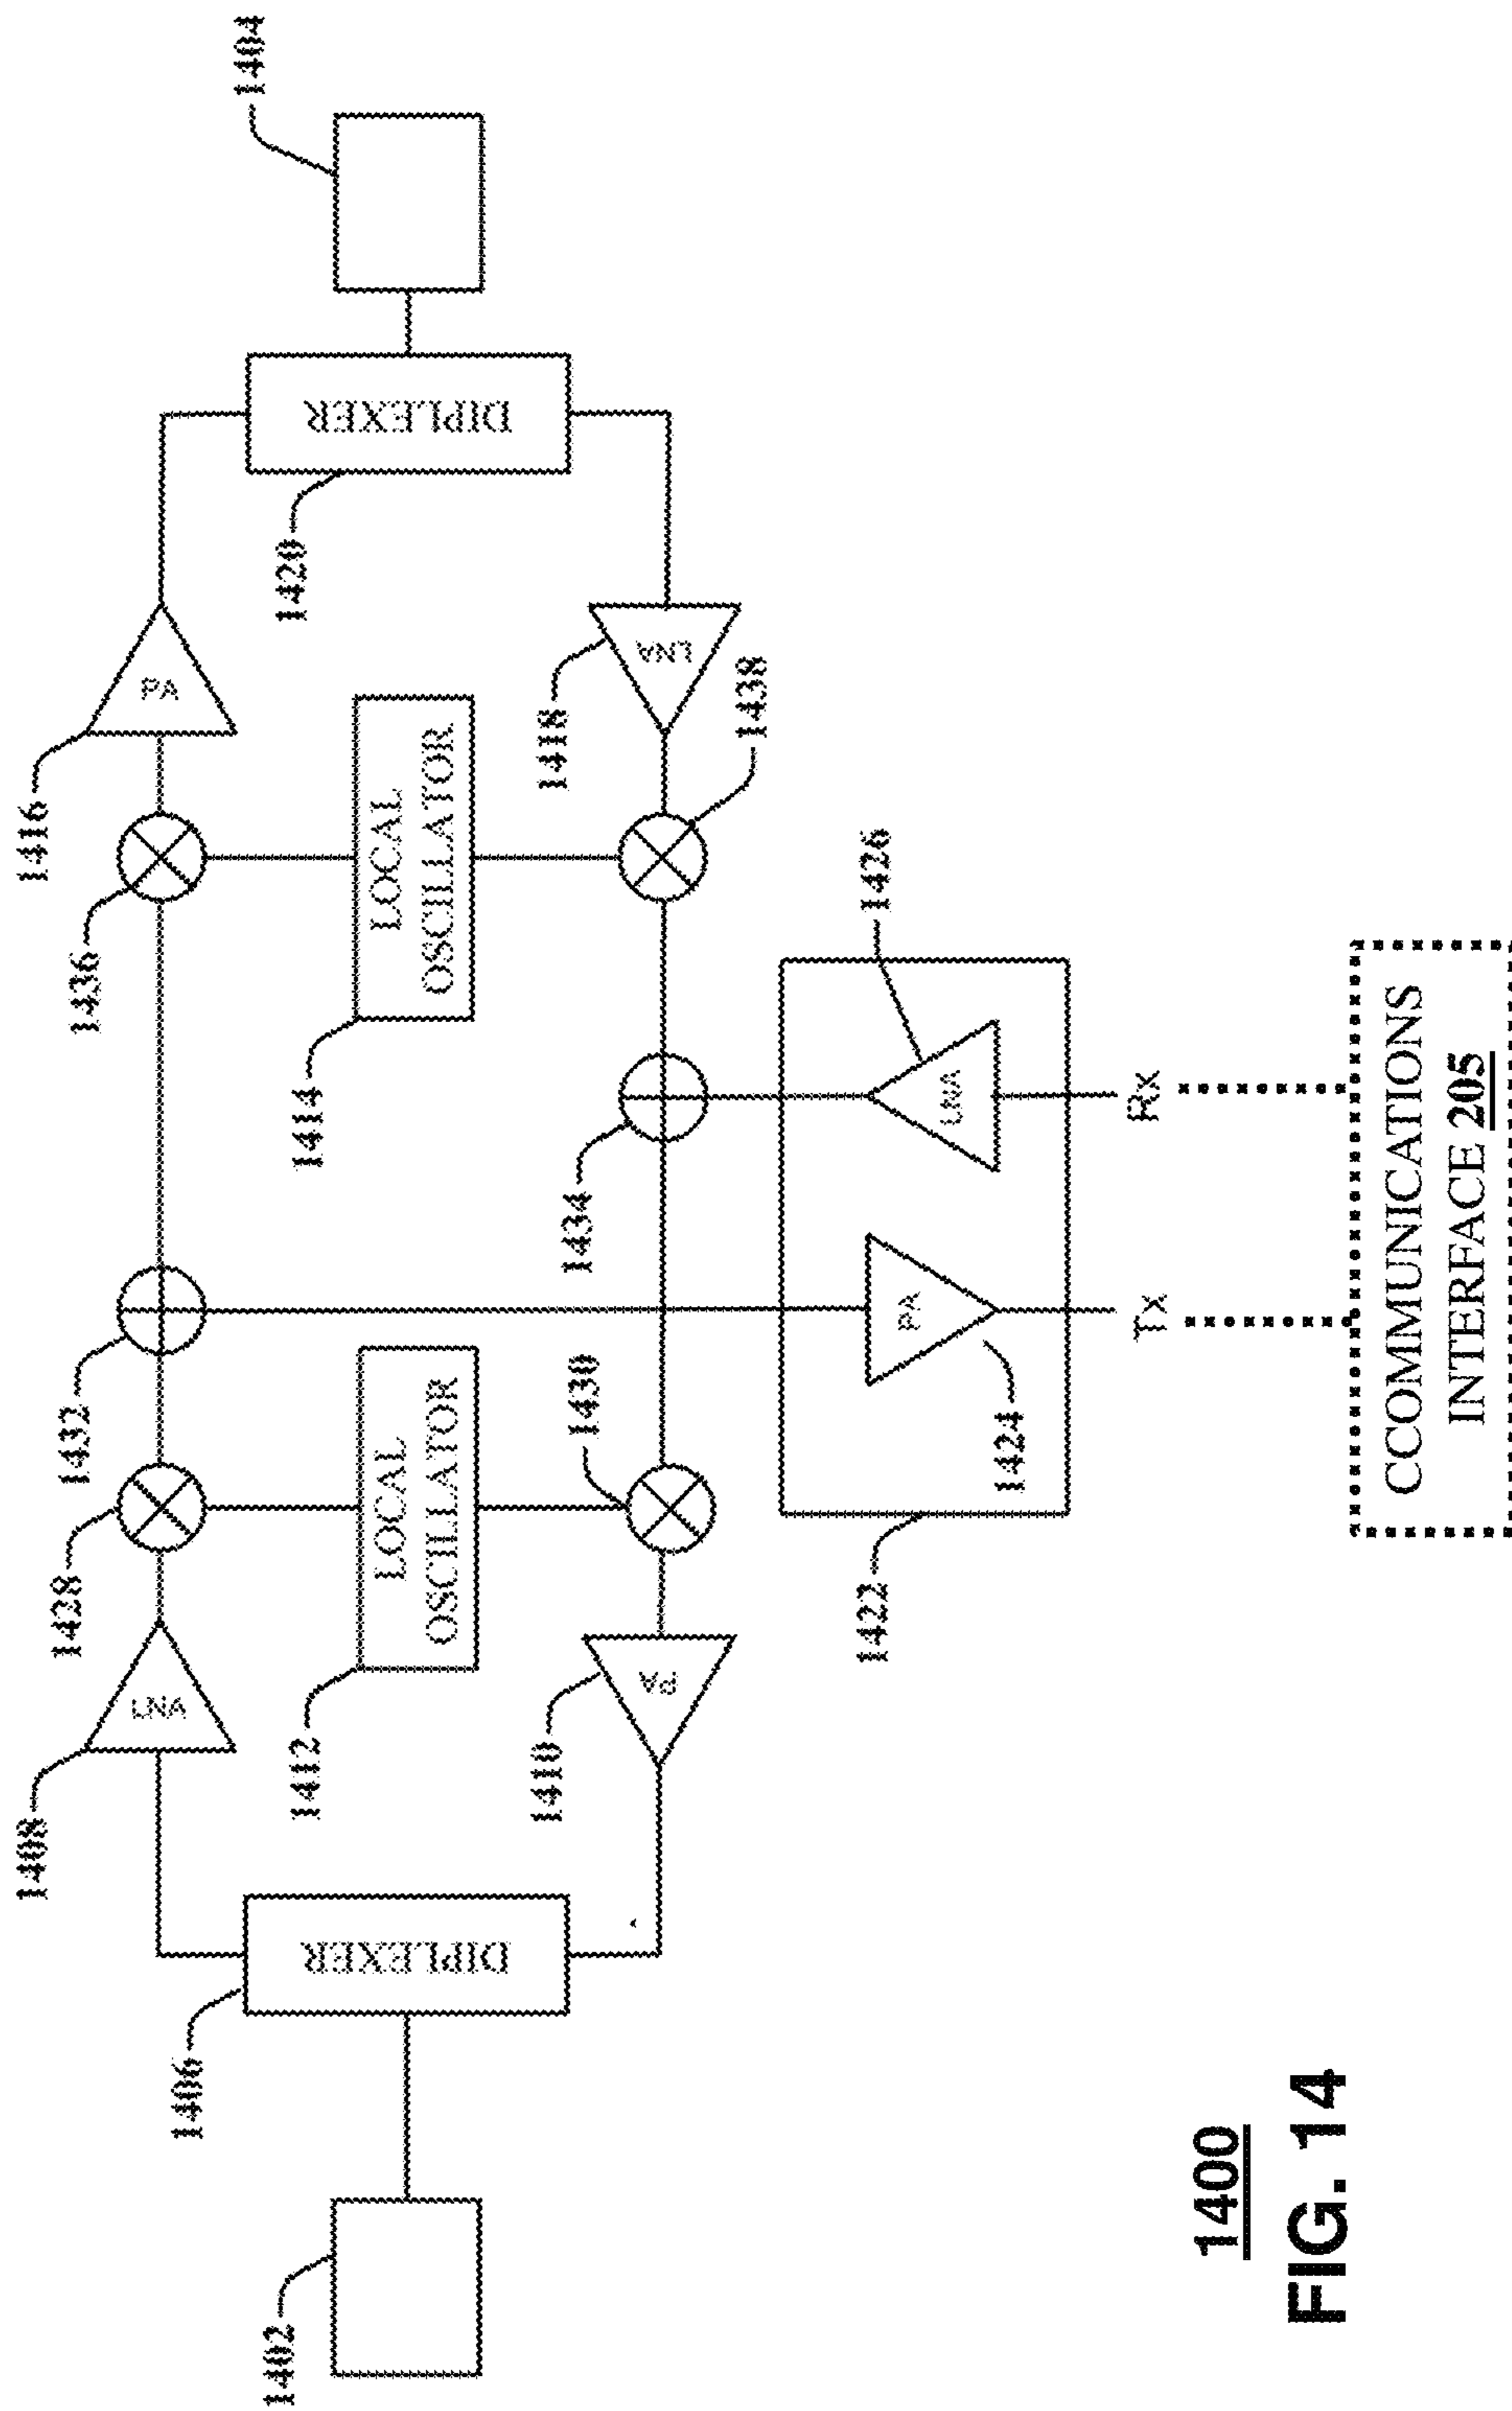 1408
LNA
1428
1432
1436
1416
PA
1404
1406
DIPLEXER
1412
LOCAL
OSCILLATOR
1414
LOCAL
OSCILLATOR
1420
DIPLEXER
1402
1410
PA
1430
1434
1418
LNA
1438
1422
1424
PA
1426
LNA
Tx
Rx
CCOMMUNICATIONS
INTERFACE 205
1400
FIG. 14